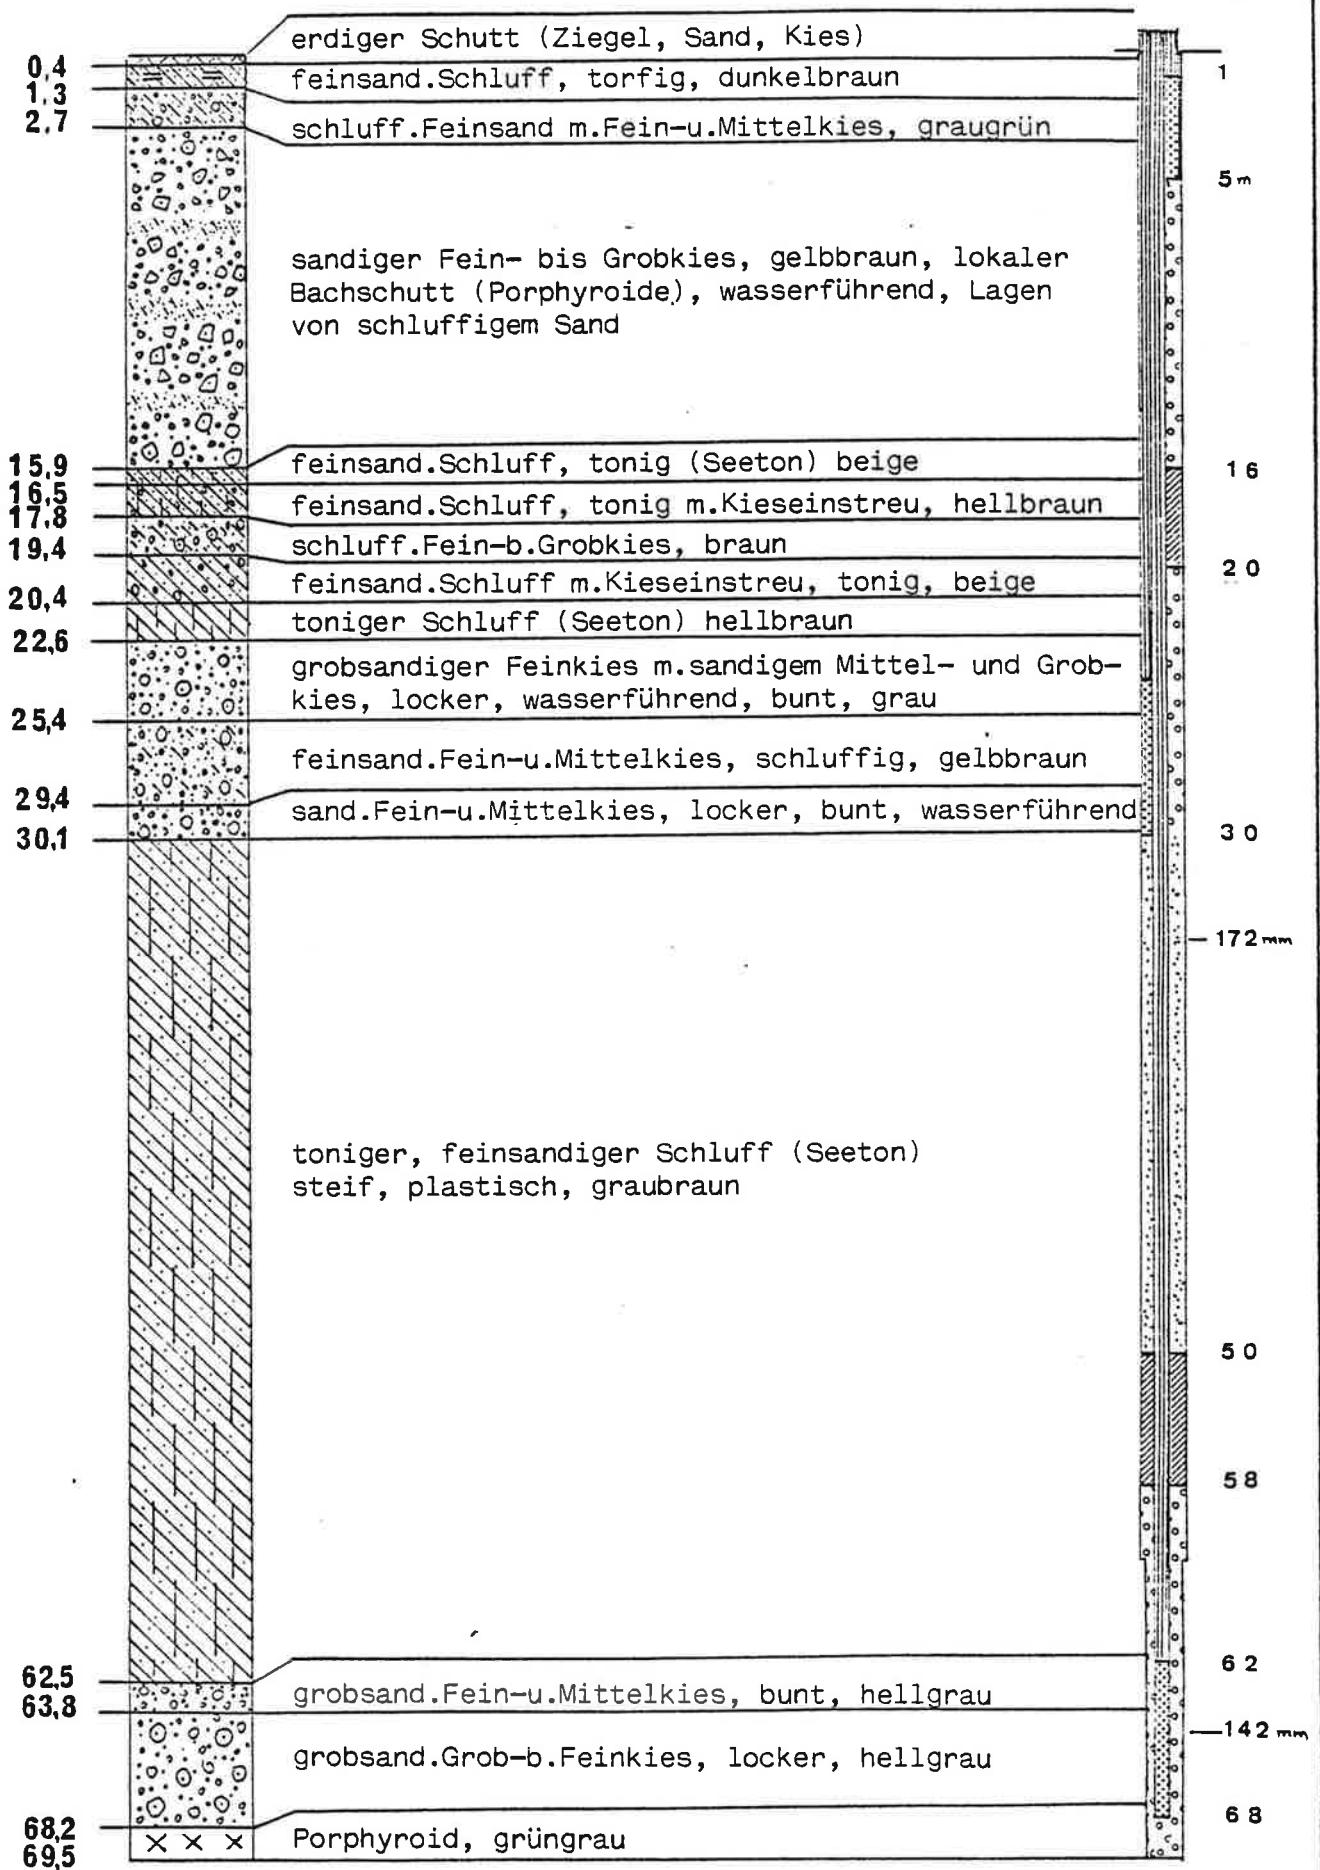 erdiger Schutt (Ziegel, Sand, Kies)
0,4
feinsand.Schluff, torfig, dunkelbraun
1
1,3
2,7
schluff.Feinsand m.Fein-u.Mittelkies, graugrün
5m
sandiger Fein- bis Grobkies, gelbbraun, lokaler
Bachschutt (Porphyroide), wasserführend, Lagen
von schluffigem Sand
15,9
feinsand.Schluff, tonig (Seeton) beige
16
16,5
feinsand.Schluff, tonig m.Kieseinstreu, hellbraun
17,8
schluff.Fein-b.Grobkies, braun
19,4
20
feinsand.Schluff m.Kieseinstreu, tonig, beige
20,4
toniger Schluff (Seeton) hellbraun
22,6
grobsandiger Feinkies m.sandigem Mittel- und Grob-
kies, locker, wasserführend, bunt, grau
25,4
feinsand.Fein-u.Mittelkies, schluffig, gelbbraun
29,4
sand.Fein-u.Mittelkies, locker, bunt, wasserführend
30,1
30
172mm
toniger, feinsandiger Schluff (Seeton)
steif, plastisch, graubraun
50
58
62
62,5
grobsand.Fein-u.Mittelkies, bunt, hellgrau
63,8
142mm
grobsand.Grob-b.Feinkies, locker, hellgrau
68
68,2
Porphyroid, grüngrau
69,5